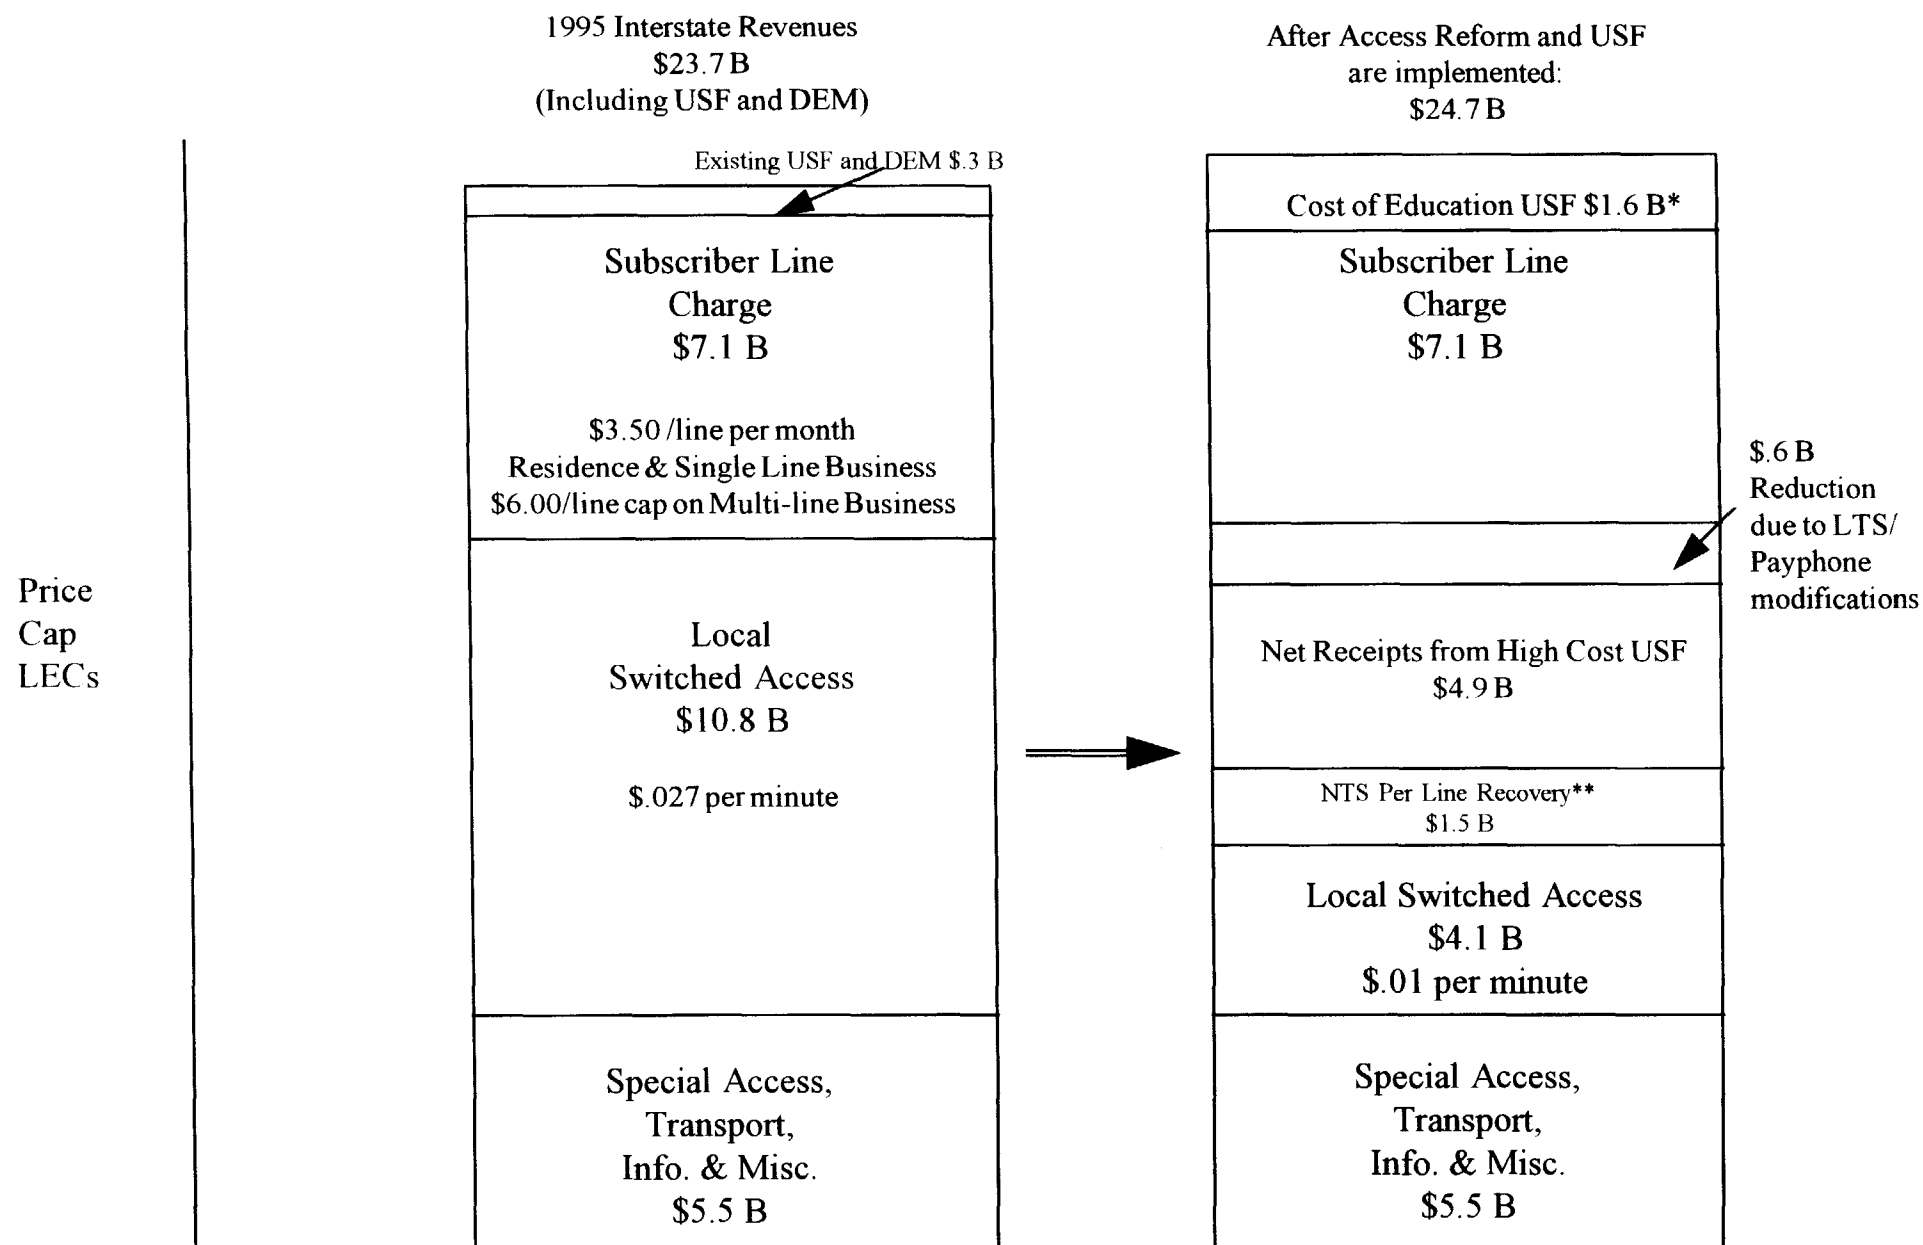 1995 Interstate Revenues
$23.7 B
(Including USF and DEM)
After Access Reform and USF
are implemented:
$24.7 B
Existing USF and DEM $.3 B
Subscriber Line
Charge
$7.1 B
$3.50 /line per month
Residence & Single Line Business
$6.00/line cap on Multi-line Business
Local
Switched Access
$10.8 B
$.027 per minute
Special Access,
Transport,
Info. & Misc.
$5.5 B
Price
Cap
LECs
Cost of Education USF $1.6 B*
Subscriber Line
Charge
$7.1 B
$.6 B
Reduction
due to LTS/
Payphone
modifications
Net Receipts from High Cost USF
$4.9 B
NTS Per Line Recovery**
$1.5 B
Local Switched Access
$4.1 B
$.01 per minute
Special Access,
Transport,
Info. & Misc.
$5.5 B